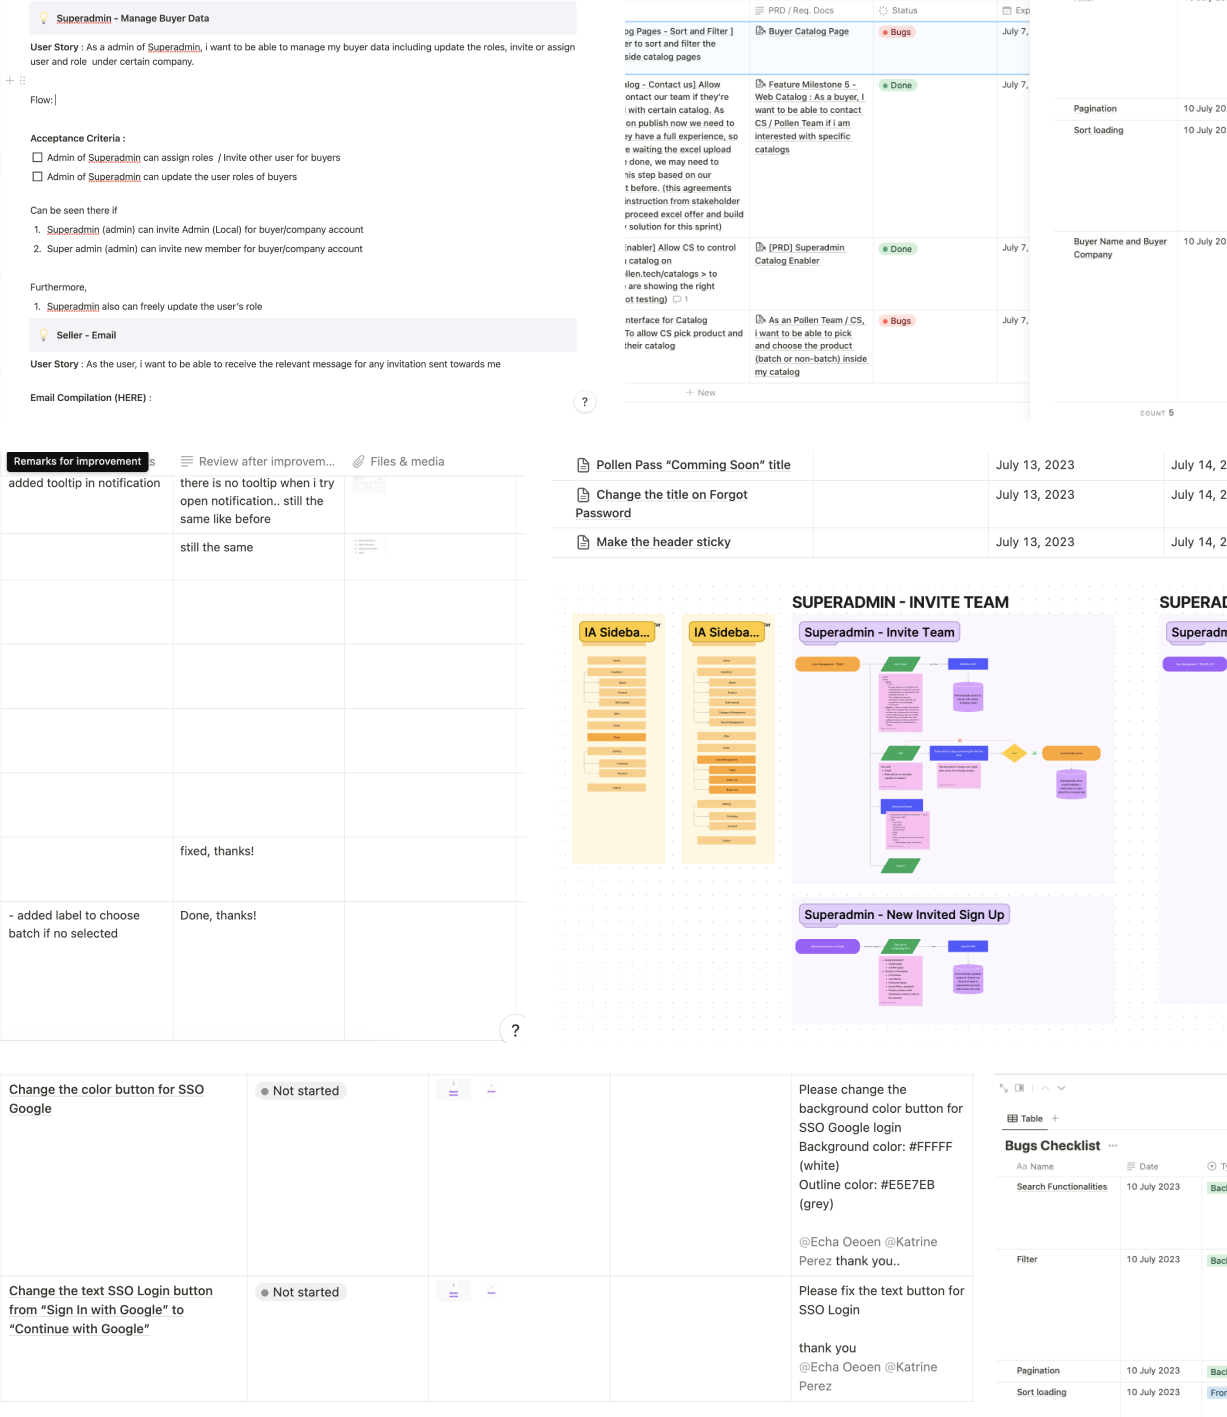 Superadmin - Manage Buyer Data
User Story : As a admin of Superadmin, i want to be able to manage my buyer data including update the roles, invite or assign
user and role  under certain company.
Flow:
Acceptance Criteria :
Admin of Superadmin can assign roles  / Invite other user for buyers
Admin of Superadmin can update the user roles of buyers
Can be seen there if
1. Superadmin (admin) can invite Admin (Local) for buyer/company account
2. Super admin (admin) can invite new member for buyer/company account
Furthermore,
1. Superadmin also can freely update the user's role
Seller - Email
User Story : As the user, i want to be able to receive the relevant message for any invitation sent towards me
Email Compilation (HERE) :
?
PRD / Req. Docs
Status
Exp
og Pages - Sort and Filter ]
er to sort and filter the
side catalog pages
Buyer Catalog Page
Bugs
July 7,
alog - Contact us] Allow
ontact our team if they're
l with certain catalog. As
on publish now we need to
ey have a full experience, so
e waiting the excel upload
e done, we may need to
his step based on our
t before. (this agreements
instruction from stakeholder
proceed excel offer and build
y solution for this sprint)
Feature Milestone 5 -
Web Catalog : As a buyer, I
want to be able to contact
CS / Pollen Team if i am
interested with specific
catalogs
Done
July 7,
Enabler] Allow CS to control
n catalog on
ollen.tech/catalogs > to
e are showing the right
ot testing)
1
[PRD] Superadmin
Catalog Enabler
Done
July 7,
nterface for Catalog
To allow CS pick product and
their catalog
As an Pollen Team / CS,
i want to be able to pick
and choose the product
(batch or non-batch) inside
my catalog
Bugs
July 7,
+ New
Pagination
10 July 20
Sort loading
10 July 20
Buyer Name and Buyer
Company
10 July 20
COUNT 5
Remarks for improvement
s
Review after improvem...
Files & media
added tooltip in notification
there is no tooltip when i try
open notification.. still the
same like before
still the same
fixed, thanks!
- added label to choose
batch if no selected
Done, thanks!
?
Pollen Pass “Comming Soon” title
July 13, 2023
July 14, 2
Change the title on Forgot
Password
July 13, 2023
July 14, 2
Make the header sticky
July 13, 2023
July 14, 2
SUPERADMIN - INVITE TEAM
SUPERAD
IA Sideba...
IA Sideba...
Superadmin - Invite Team
Superadm
Superadmin - New Invited Sign Up
Change the color button for SSO
Google
Not started
Please change the
background color button for
SSO Google login
Background color: #FFFFF
(white)
Outline color: #E5E7EB
(grey)
@Echa Oeoen @Katrine
Perez thank you..
Change the text SSO Login button
from “Sign In with Google” to
“Continue with Google”
Not started
Please fix the text button for
SSO Login
thank you
@Echa Oeoen @Katrine
Perez
Table
Bugs Checklist
Aa Name
Date
Ty
Search Functionalities
10 July 2023
Back
Filter
10 July 2023
Back
Pagination
10 July 2023
Back
Sort loading
10 July 2023
Fron